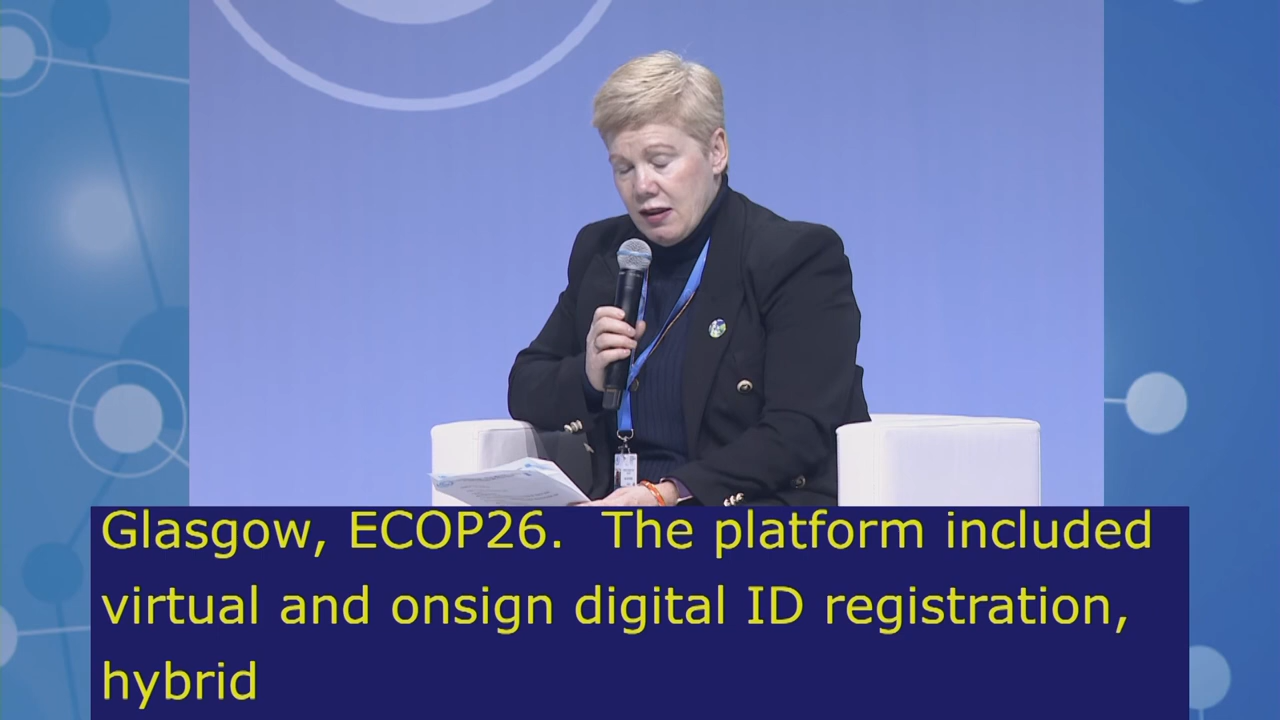 Glasgow, ECOP26.  The platform included
virtual and onsign digital ID registration,
hybrid